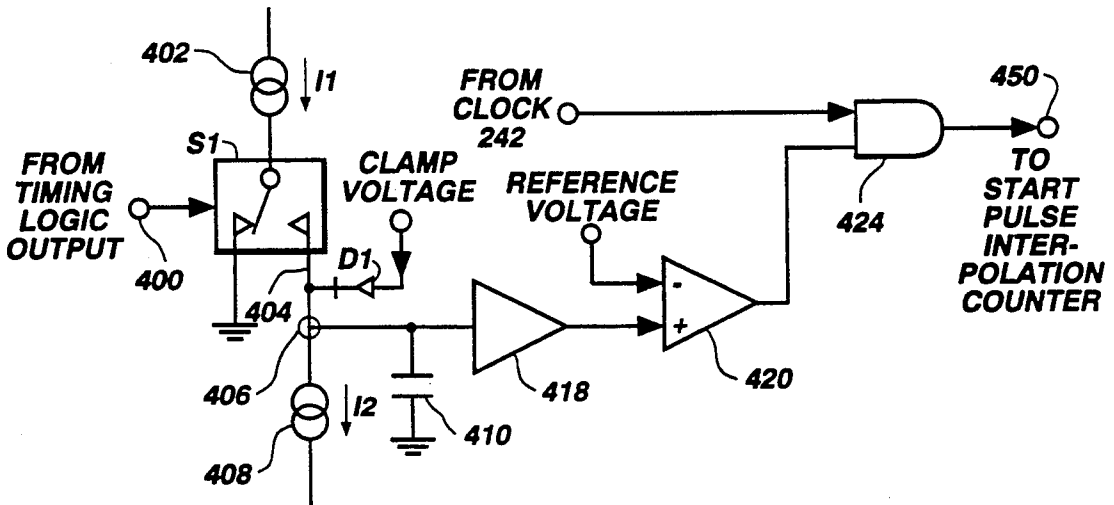 402
I1
S1
FROM
TIMING
LOGIC
OUTPUT
400
CLAMP
VOLTAGE
D1
404
406
I2
408
410
418
FROM
CLOCK
242
REFERENCE
VOLTAGE
-
+
420
424
450
TO
START
PULSE
INTER-
POLATION
COUNTER